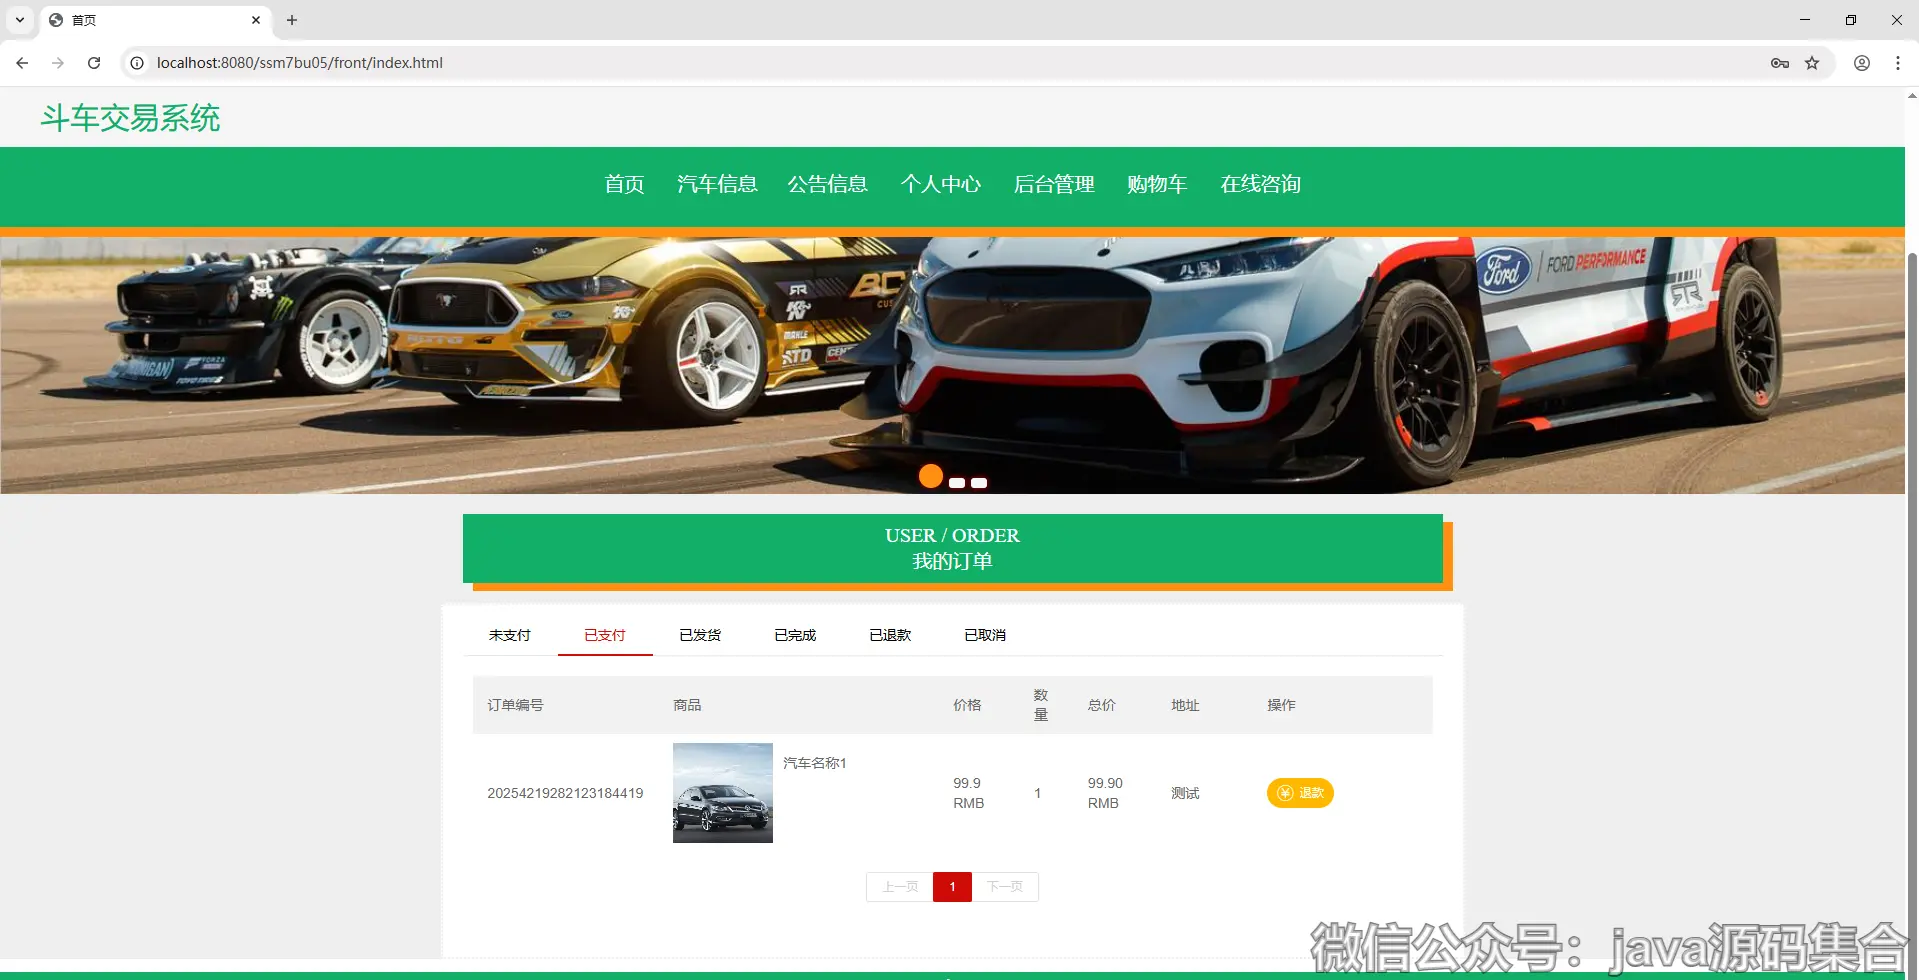 首页
localhost:8080/ssm7bu05/front/index.html
斗车交易系统
首页 汽车信息 公告信息 个人中心 后台管理 购物车 在线咨询
Ford FORD PERFORMANCE
RTR
BC
MAHLE
USER / ORDER
我的订单
未支付 已支付 已发货 已完成 已退款 已取消
订单编号 商品 价格 数量 总价 地址 操作
20254219282123184419 汽车名称1 99.9 RMB 1 99.90 RMB 测试 退款
上一页 1 下一页
微信公众号：java源码集合